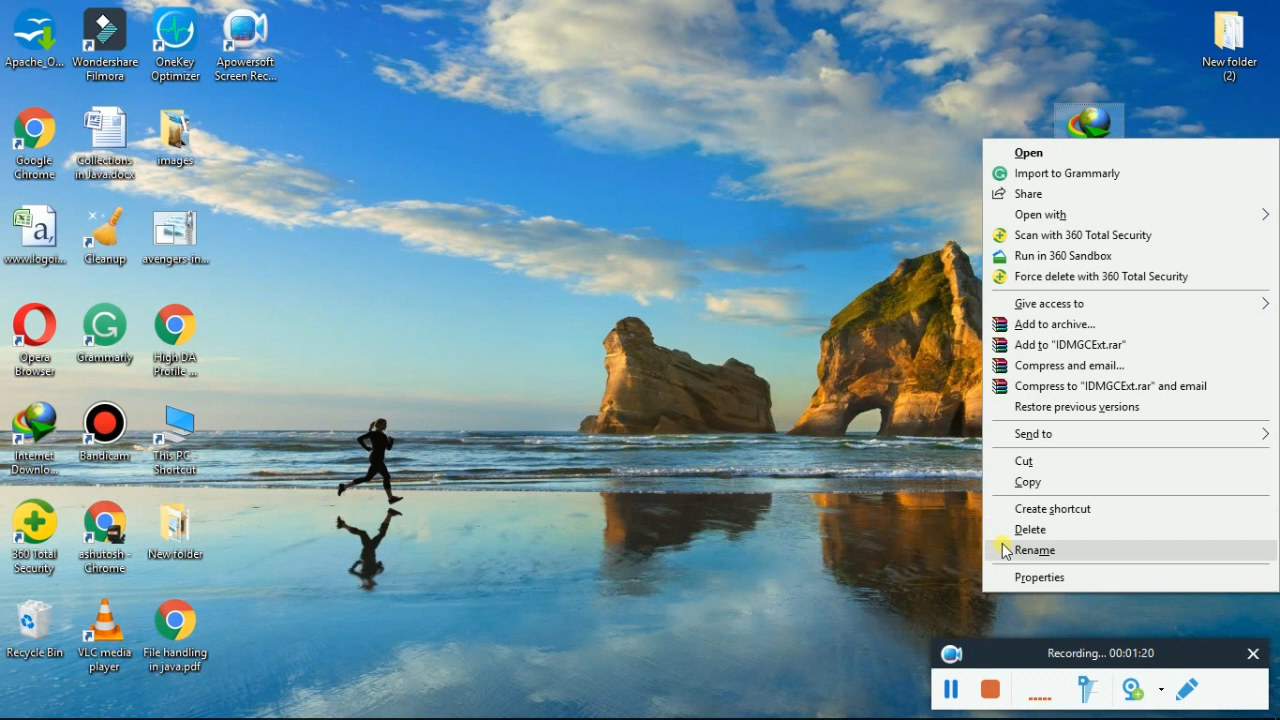 Apache_O...
Wondershare
Filmora
OneKey
Optimizer
Apowersoft
Screen Rec...
New folder
(2)
Google
Chrome
Collections
in Java.docx
images
www.logoi...
Cleanup
avengers-in...
Opera
Browser
Grammarly
High DA
Profile ...
Internet
Downlo...
Bandicam
This PC -
Shortcut
360 Total
Security
ashutosh -
Chrome
New folder
Recycle Bin
VLC media
player
File handling
in java.pdf
Open
Import to Grammarly
Share
Open with
Scan with 360 Total Security
Run in 360 Sandbox
Force delete with 360 Total Security
Give access to
Add to archive...
Add to "IDMGCExt.rar"
Compress and email...
Compress to "IDMGCExt.rar" and email
Restore previous versions
Send to
Cut
Copy
Create shortcut
Delete
Rename
Properties
Recording... 00:01:20